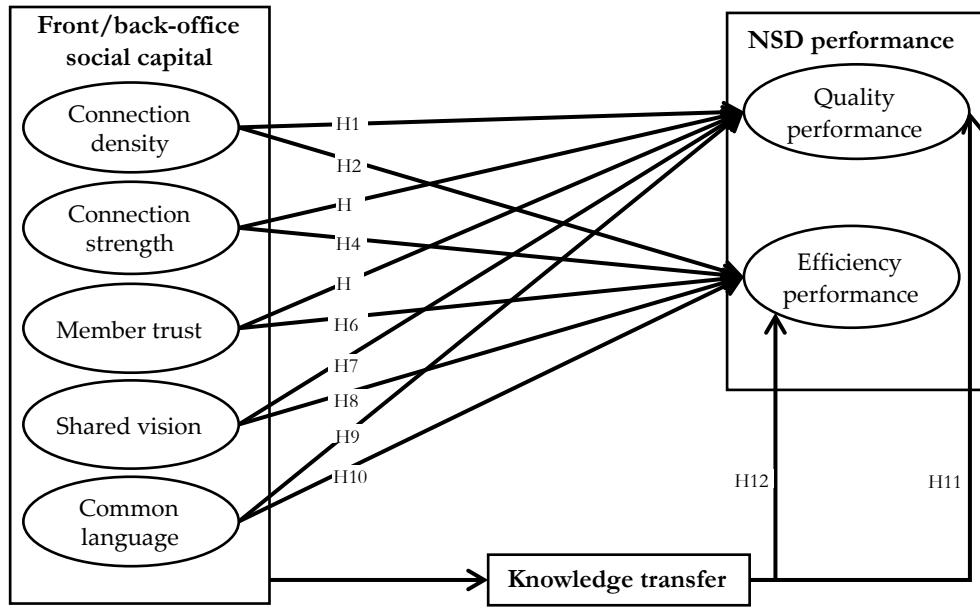 Front/back-office
social capital
Connection
density
Connection
strength
Member trust
Shared vision
Common
language
H1
H2
H
H4
H
H6
H7
H8
H9
H10
NSD performance
Quality
performance
Efficiency
performance
H12
H11
Knowledge transfer